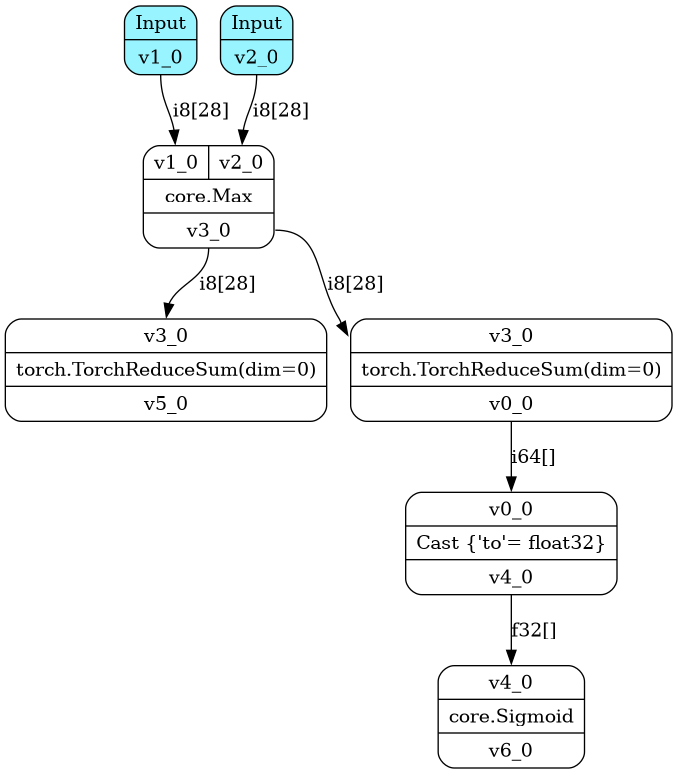 Input
v1_0
Input
v2_0
i8[28]
i8[28]
v1_0
v2_0
core.Max
v3_0
i8[28]
i8[28]
v3_0
torch.TorchReduceSum(dim=0)
v5_0
v3_0
torch.TorchReduceSum(dim=0)
v0_0
i64[]
v0_0
Cast {'to'= float32}
v4_0
f32[]
v4_0
core.Sigmoid
v6_0